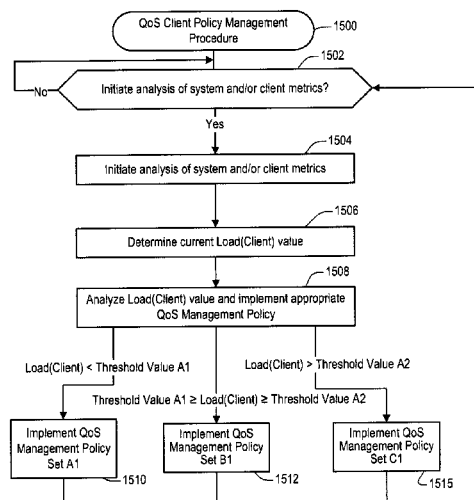 QoS Client Policy Management
Procedure
1500
1502
Initiate analysis of system and/or client metrics?
No
Yes
1504
Initiate analysis of system and/or client metrics
1506
Determine current Load(Client) value
1508
Analyze Load(Client) value and implement appropriate
QoS Management Policy
Load(Client) < Threshold Value A1
Load(Client) > Threshold Value A2
Threshold Value A1 ≥ Load(Client) ≥ Threshold Value A2
Implement QoS
Management Policy
Set A1
1510
Implement QoS
Management Policy
Set B1
1512
Implement QoS
Management Policy
Set C1
1515